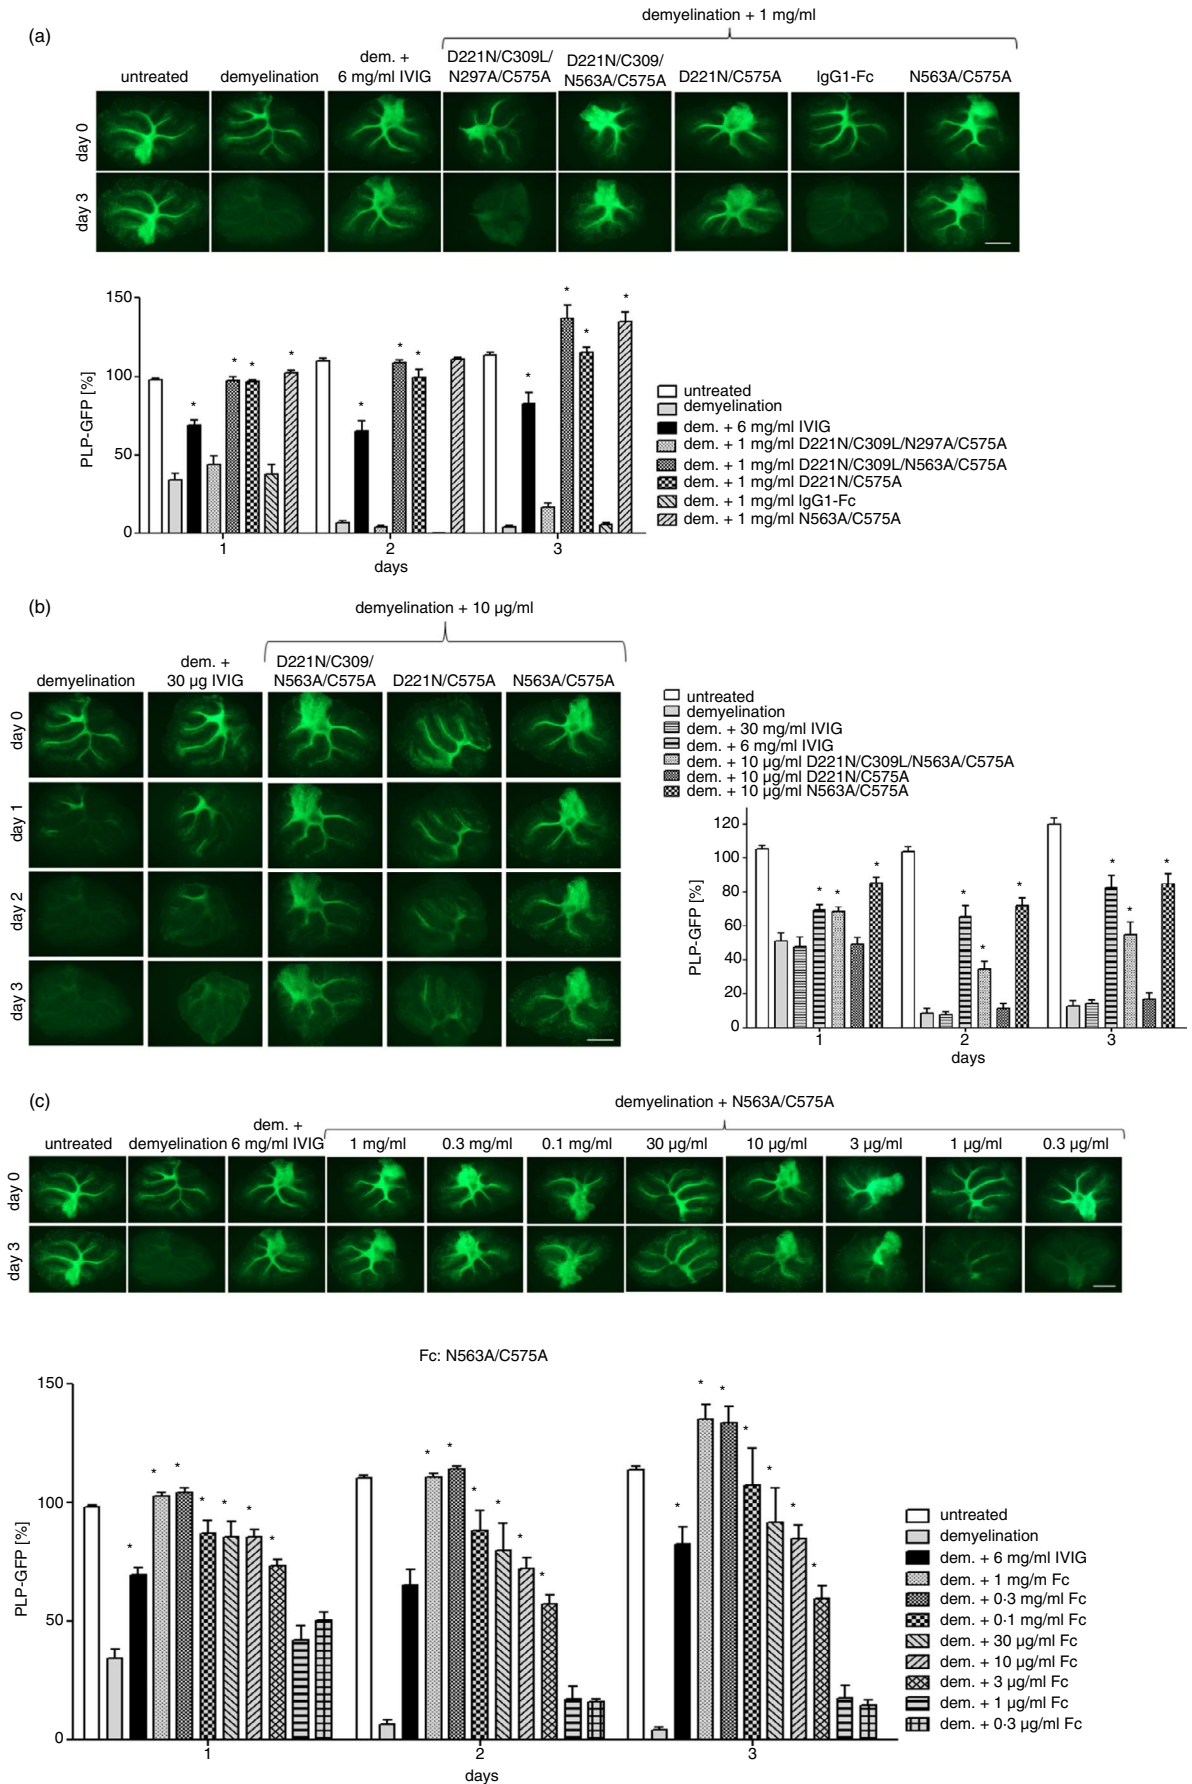 (a)
demyelination + 1 mg/ml
untreated
demyelination
dem. +
6 mg/ml IVIG
D221N/C309L/
N297A/C575A
D221N/C309/
N563A/C575A
D221N/C575A
IgG1-Fc
N563A/C575A
day 0
day 3
PLP-GFP [%]
150
100
50
0
* * * * * * * * * * *
1 2 3
days
untreated
demyelination
dem. + 6 mg/ml IVIG
dem. + 1 mg/ml D221N/C309L/N297A/C575A
dem. + 1 mg/ml D221N/C309L/N563A/C575A
dem. + 1 mg/ml D221N/C575A
dem. + 1 mg/ml IgG1-Fc
dem. + 1 mg/ml N563A/C575A
(b)
demyelination + 10 µg/ml
demyelination
dem. +
30 µg IVIG
D221N/C309/
N563A/C575A
D221N/C575A
N563A/C575A
day 0
day 1
day 2
day 3
untreated
demyelination
dem. + 30 mg/ml IVIG
dem. + 6 mg/ml IVIG
dem. + 10 µg/ml D221N/C309L/N563A/C575A
dem. + 10 µg/ml D221N/C575A
dem. + 10 µg/ml N563A/C575A
PLP-GFP [%]
120
100
80
60
40
20
0
* * * * * * * * *
1 2 3
days
(c)
demyelination + N563A/C575A
untreated
demyelination
dem. +
6 mg/ml IVIG
1 mg/ml
0.3 mg/ml
0.1 mg/ml
30 µg/ml
10 µg/ml
3 µg/ml
1 µg/ml
0.3 µg/ml
day 0
day 3
Fc: N563A/C575A
PLP-GFP [%]
150
100
50
0
* * * * * * * * * * * * * * * * * * * *
1 2 3
days
untreated
demyelination
dem. + 6 mg/ml IVIG
dem. + 1 mg/m Fc
dem. + 0·3 mg/ml Fc
dem. + 0·1 mg/ml Fc
dem. + 30 µg/ml Fc
dem. + 10 µg/ml Fc
dem. + 3 µg/ml Fc
dem. + 1 µg/ml Fc
dem. + 0·3 µg/ml Fc